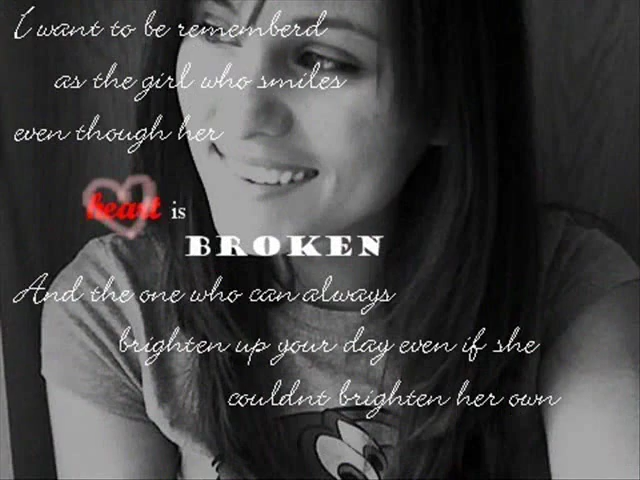 I want to be rememberd
as the girl who smiles
even though her
heart is
BROKEN
And the one who can always
brighten up your day even if she
couldnt brighten her own